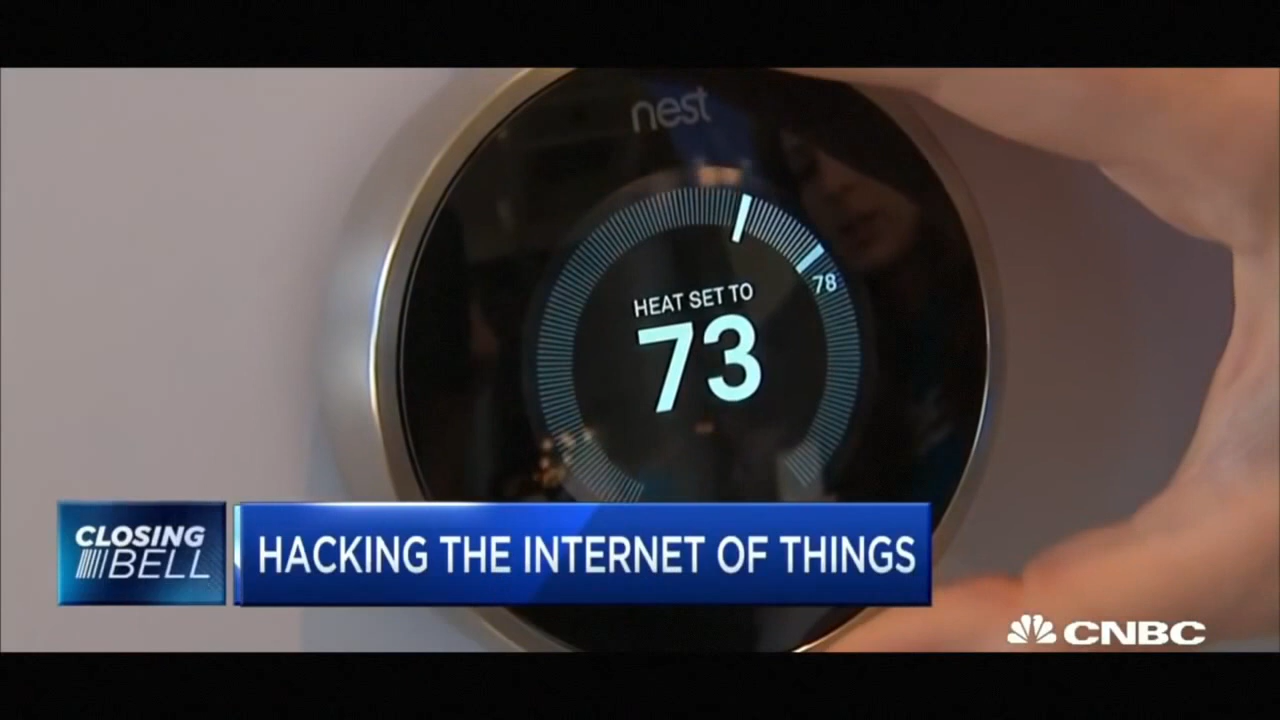 nest
78
HEAT SET TO
73
CLOSING
BELL
HACKING THE INTERNET OF THINGS
CNBC